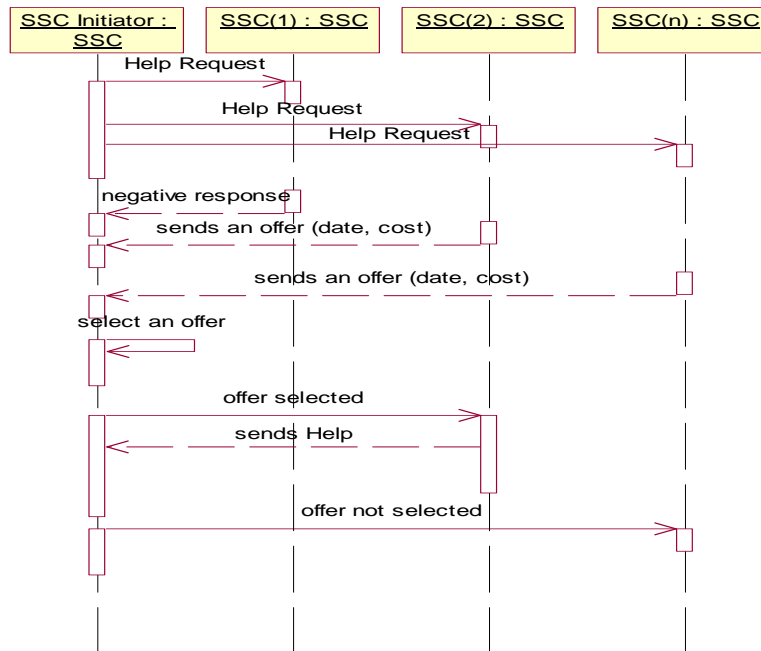 SSC Initiator :
SSC
SSC(1) : SSC
SSC(2) : SSC
SSC(n) : SSC
Help Request
Help Request
Help Request
negative response
sends an offer (date, cost)
sends an offer (date, cost)
select an offer
offer selected
sends Help
offer not selected